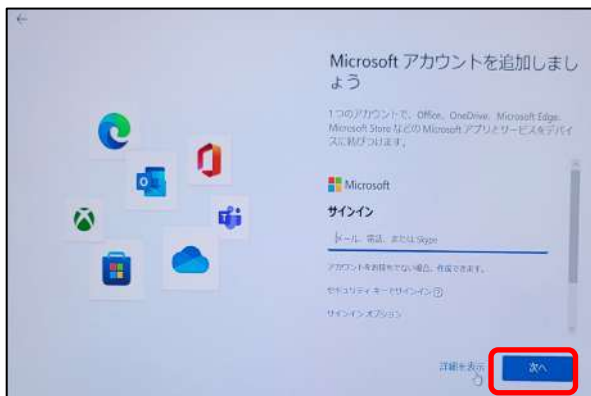 Microsoft アカウントを追加しまし
ょう
1つのアカウントで、Office、OneDrive、Microsoft Edge、
Microsoft Store などの Microsoft アプリとサービスをデバイ
スに結びつけます。
Microsoft
サインイン
メール、電話、または Skype
アカウントをお持ちでない場合、作成できます。
セキュリティ キーでサインイン
サインイン オプション
詳細を表示
次へ